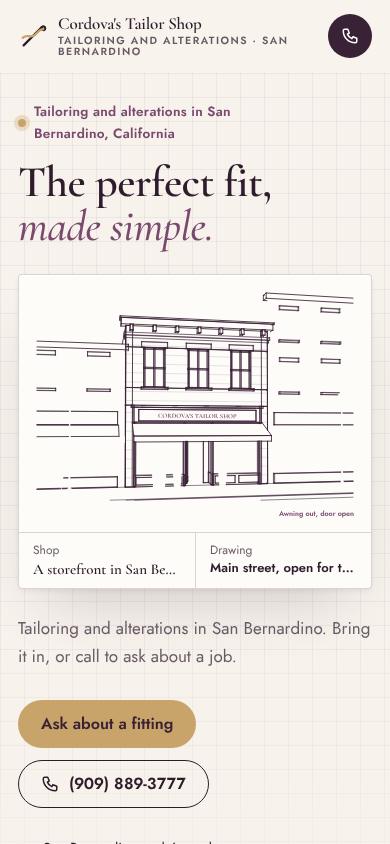 Cordova's Tailor Shop
TAILORING AND ALTERATIONS · SAN
BERNARDINO
Tailoring and alterations in San
Bernardino, California
The perfect fit,
made simple.
CORDOVA'S TAILOR SHOP
Awning out, door open
Shop
A storefront in San Be...
Drawing
Main street, open for t...
Tailoring and alterations in San Bernardino. Bring
it in, or call to ask about a job.
Ask about a fitting
(909) 889-3777